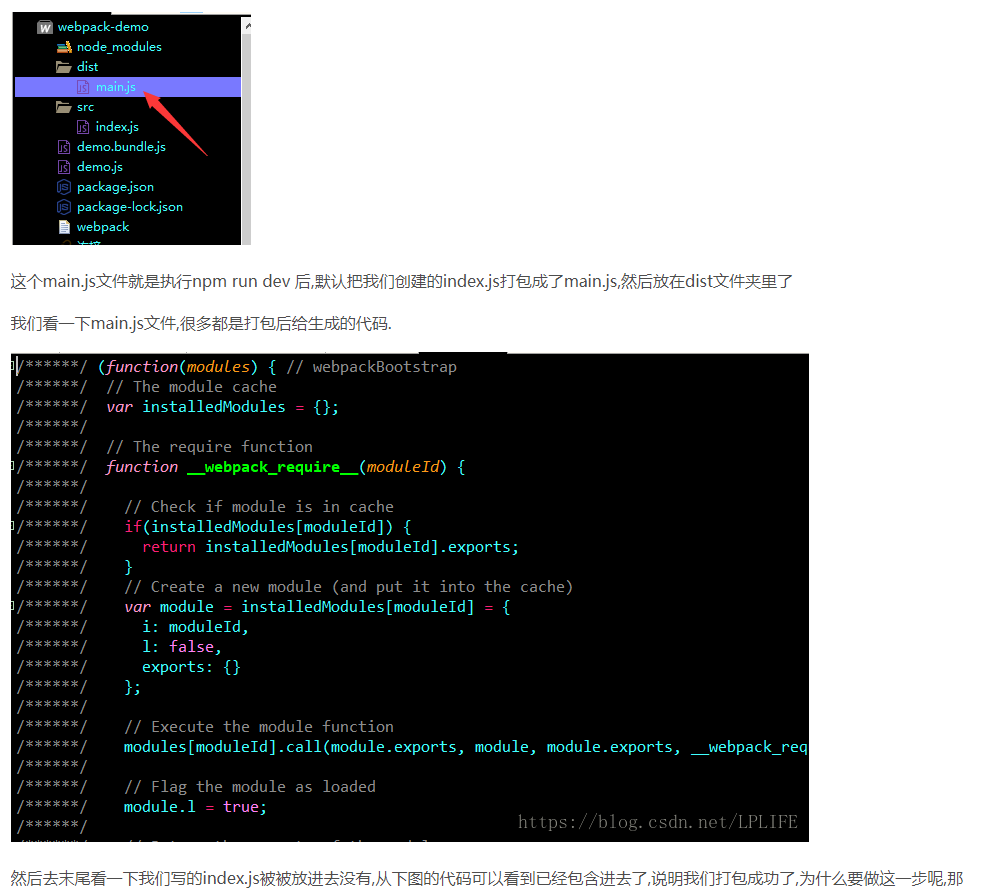 webpack-demo
node_modules
dist
main.js
src
index.js
demo.bundle.js
demo.js
package.json
package-lock.json
webpack
这个main.js文件就是执行npm run dev 后,默认把我们创建的index.js打包成了main.js,然后放在dist文件夹里了
我们看一下main.js文件,很多都是打包后给生成的代码.
/******/ (function(modules) { // webpackBootstrap
/******/ // The module cache
/******/ var installedModules = {};
/******/
/******/ // The require function
/******/ function __webpack_require__(moduleId) {
/******/
/******/ // Check if module is in cache
/******/ if(installedModules[moduleId]) {
/******/ return installedModules[moduleId].exports;
/******/ }
/******/ // Create a new module (and put it into the cache)
/******/ var module = installedModules[moduleId] = {
/******/ i: moduleId,
/******/ l: false,
/******/ exports: {}
/******/ };
/******/
/******/ // Execute the module function
/******/ modules[moduleId].call(module.exports, module, module.exports, __webpack_req
/******/
/******/ // Flag the module as loaded
/******/ module.l = true;
/******/
https://blog.csdn.net/LPLIFE
然后去末尾看一下我们写的index.js被被放进去没有,从下图的代码可以看到已经包含进去了,说明我们打包成功了,为什么要做这一步呢,那